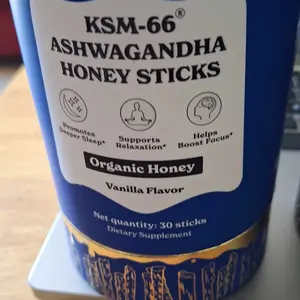 KSM-66®
ASHWAGANDHA
HONEY STICKS
Promotes
Deeper Sleep*
Supports
Relaxation*
Helps
Boost Focus*
Organic Honey
Vanilla Flavor
Net quantity: 30 sticks
Dietary Supplement